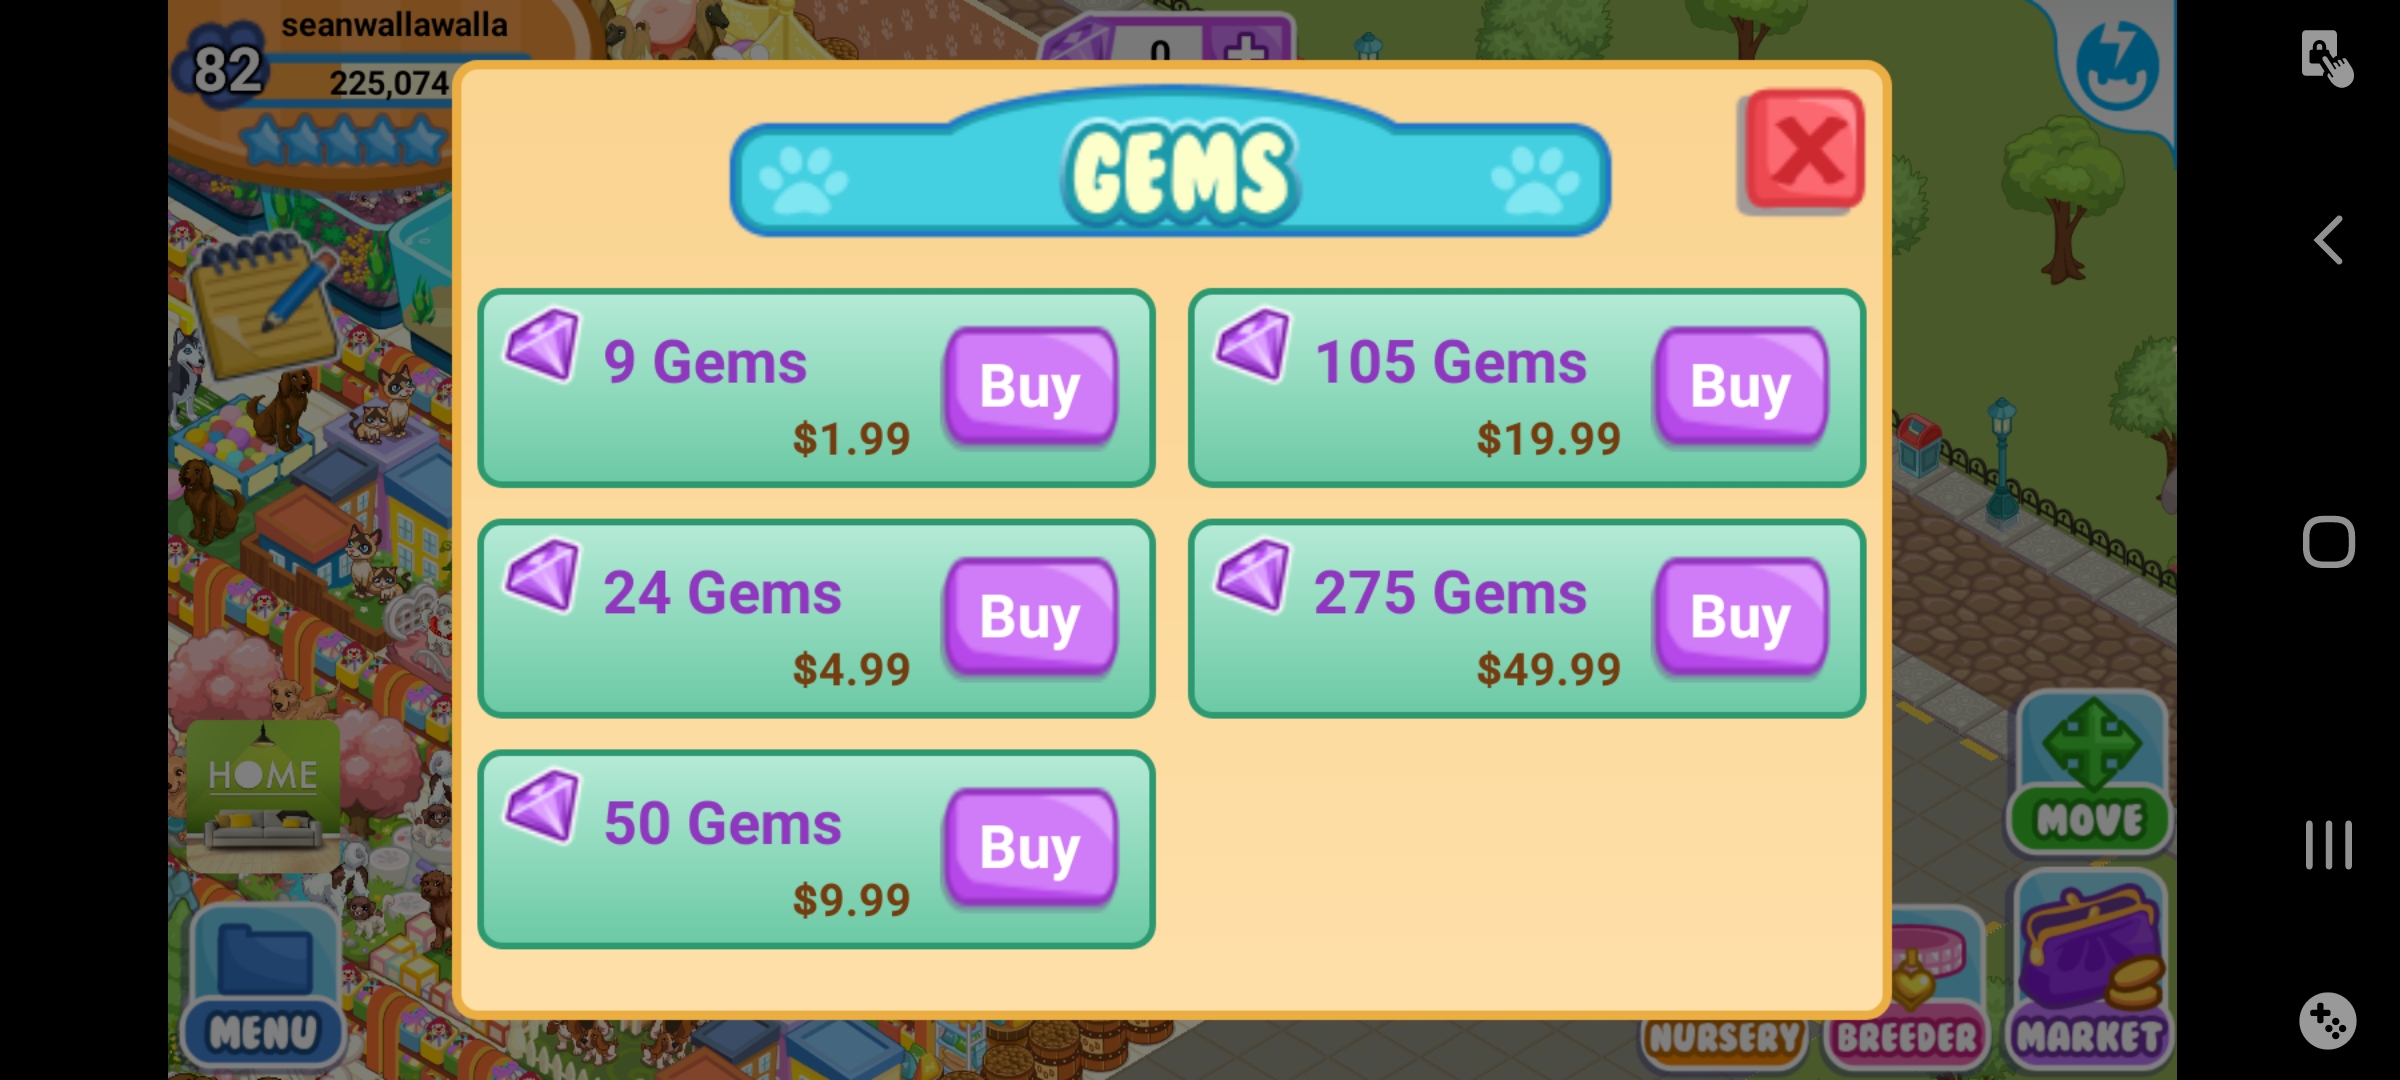 seanwallawalla
82
225,074
0
GEMS
9 Gems
$1.99
Buy
105 Gems
$19.99
Buy
24 Gems
$4.99
Buy
275 Gems
$49.99
Buy
50 Gems
$9.99
Buy
HOME
MENU
MOVE
NURSERY
BREEDER
MARKET